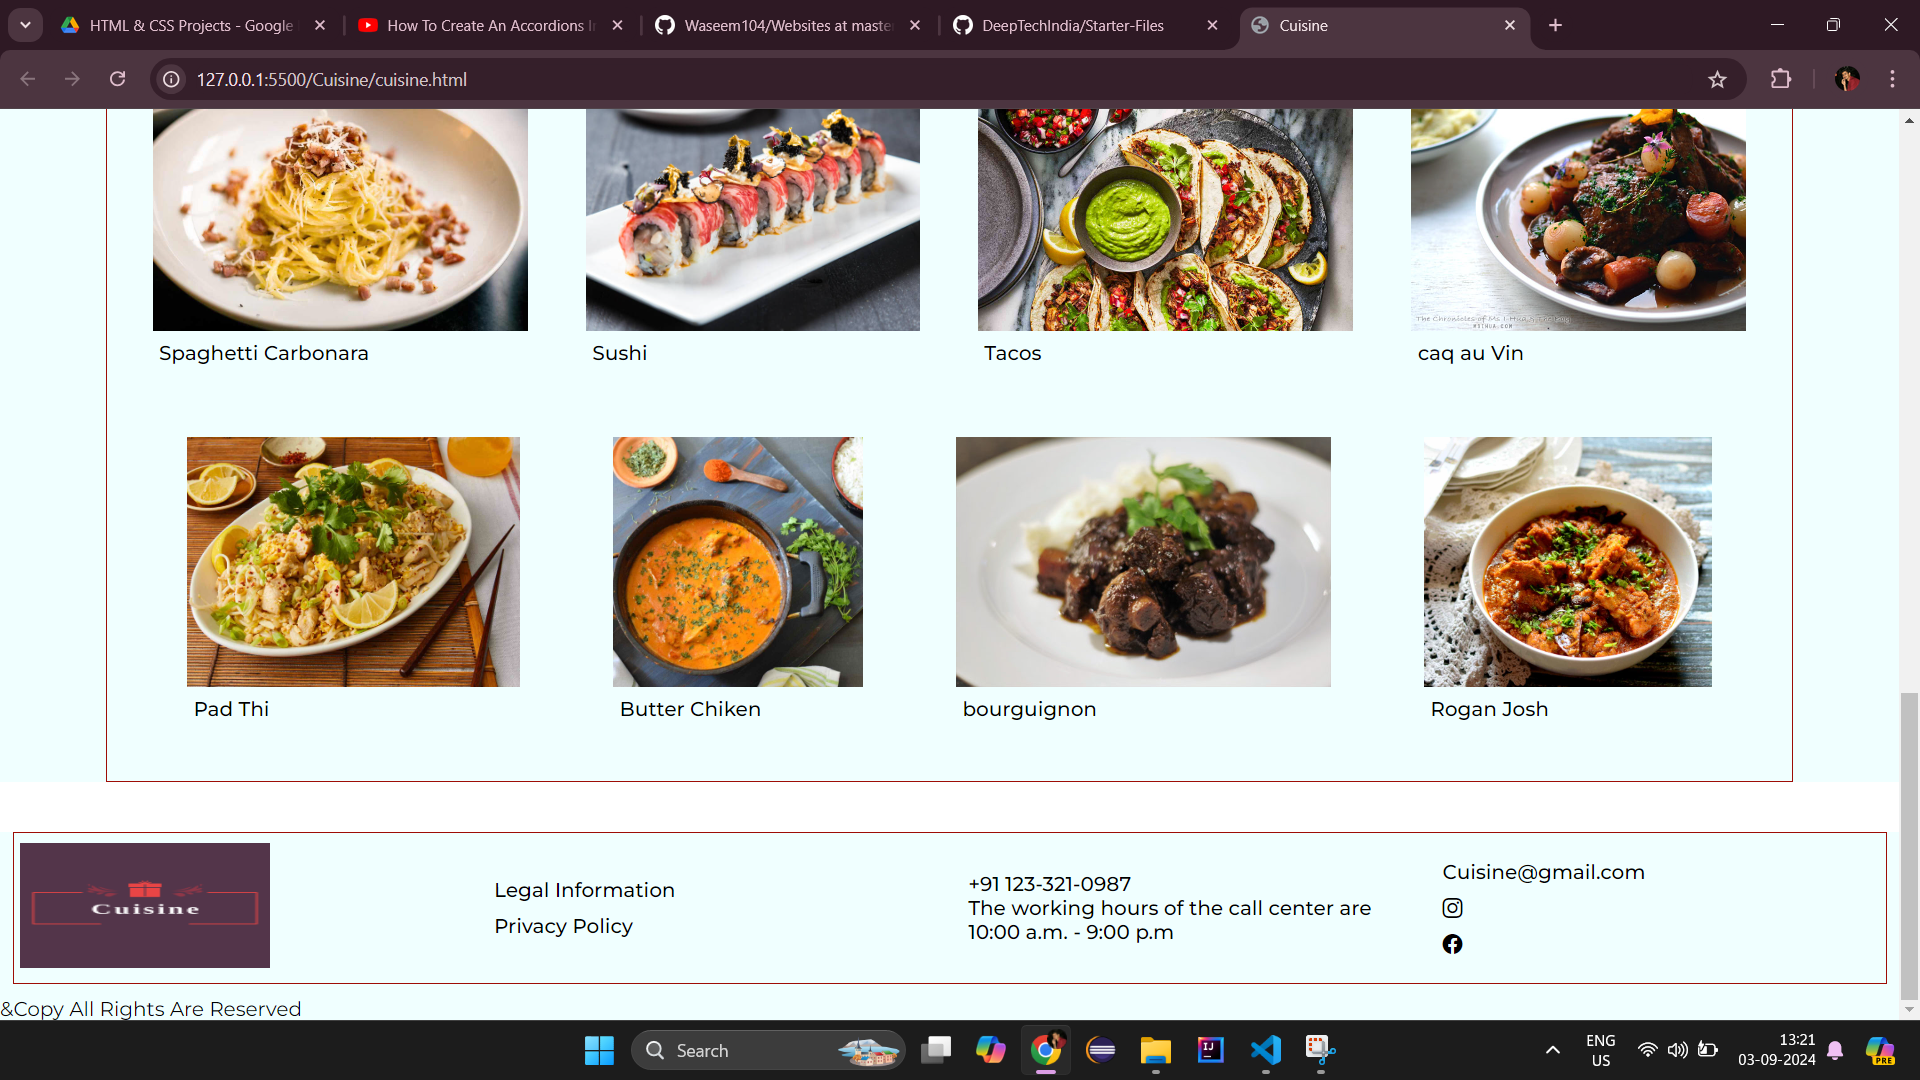 HTML & CSS Projects - Google
How To Create An Accordions I
Waseem104/Websites at maste
DeepTechIndia/Starter-Files
Cuisine
127.0.0.1:5500/Cuisine/cuisine.html
Spaghetti Carbonara
Sushi
Tacos
caq au Vin
Pad Thi
Butter Chiken
bourguignon
Rogan Josh
Cuisine
Legal Information
Privacy Policy
+91 123-321-0987
The working hours of the call center are
10:00 a.m. - 9:00 p.m
Cuisine@gmail.com
&Copy All Rights Are Reserved
Search
ENG
US
13:21
03-09-2024
PRE